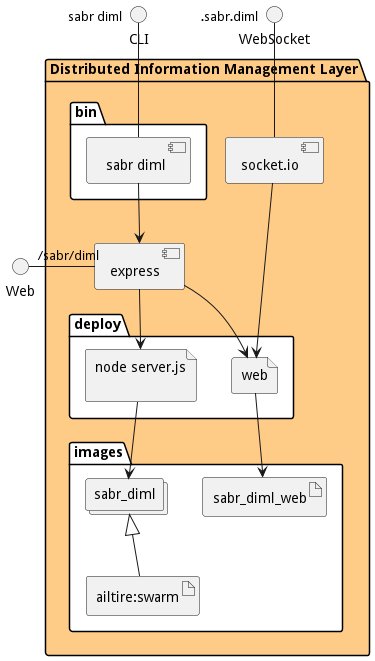 sabr diml
.sabr.diml
CLI
WebSocket
Distributed Information Management Layer
bin
sabr diml
socket.io
/sabr/diml
express
Web
deploy
node server.js
web
images
sabr_diml
sabr_diml_web
ailtire:swarm